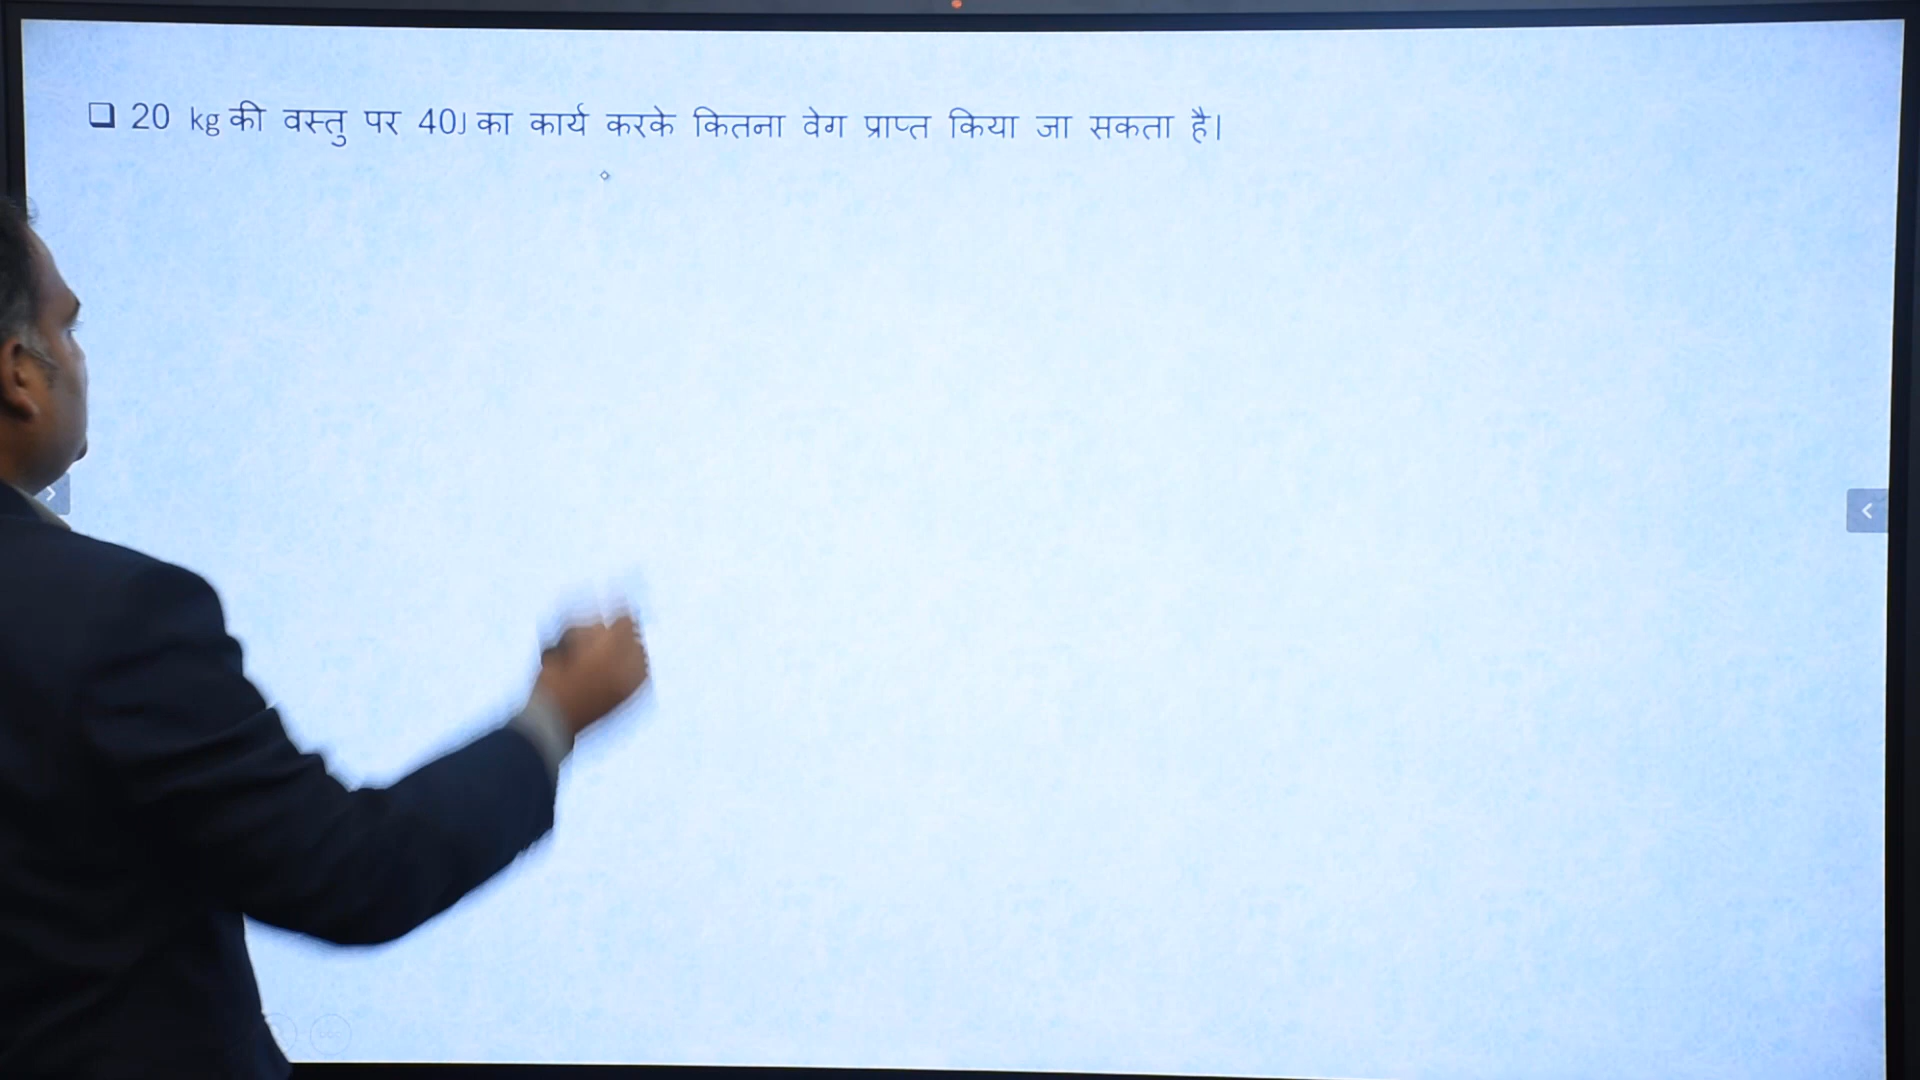 20 kg की वस्तु पर 40J का कार्य करके कितना वेग प्राप्त किया जा सकता है।